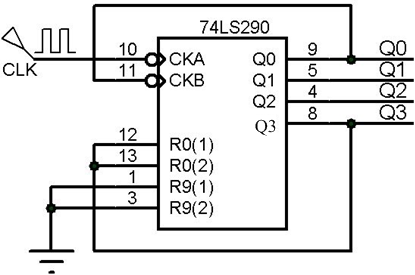 74LS290
10 CKA Q0 9 Q0
CLK
11 CKB Q1 5 Q1
Q2 4 Q2
Q3 8 Q3
12 R0(1)
13 R0(2)
1 R9(1)
3 R9(2)